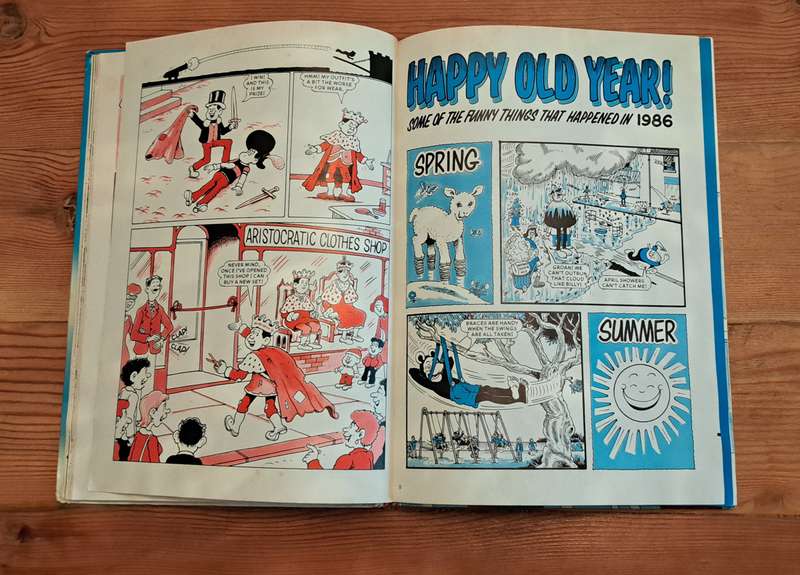 I WIN!
AND THIS
IS MY
PRIZE!
HMM! MY OUTFIT'S
A BIT THE WORSE
FOR WEAR.
ARISTOCRATIC CLOTHES SHOP
NEVER MIND,
ONCE I'VE OPENED
THIS SHOP I CAN
BUY A NEW SET!
CLAP!
CLAP!
HAPPY OLD YEAR!
SOME OF THE FUNNY THINGS THAT HAPPENED IN 1986
SPRING
GROAN! WE
CAN'T OUTRUN
THAT CLOUD
LIKE BILLY!
APRIL SHOWERS
CAN'T CATCH ME!
BRACES ARE HANDY
WHEN THE SWINGS
ARE ALL TAKEN!
SUMMER